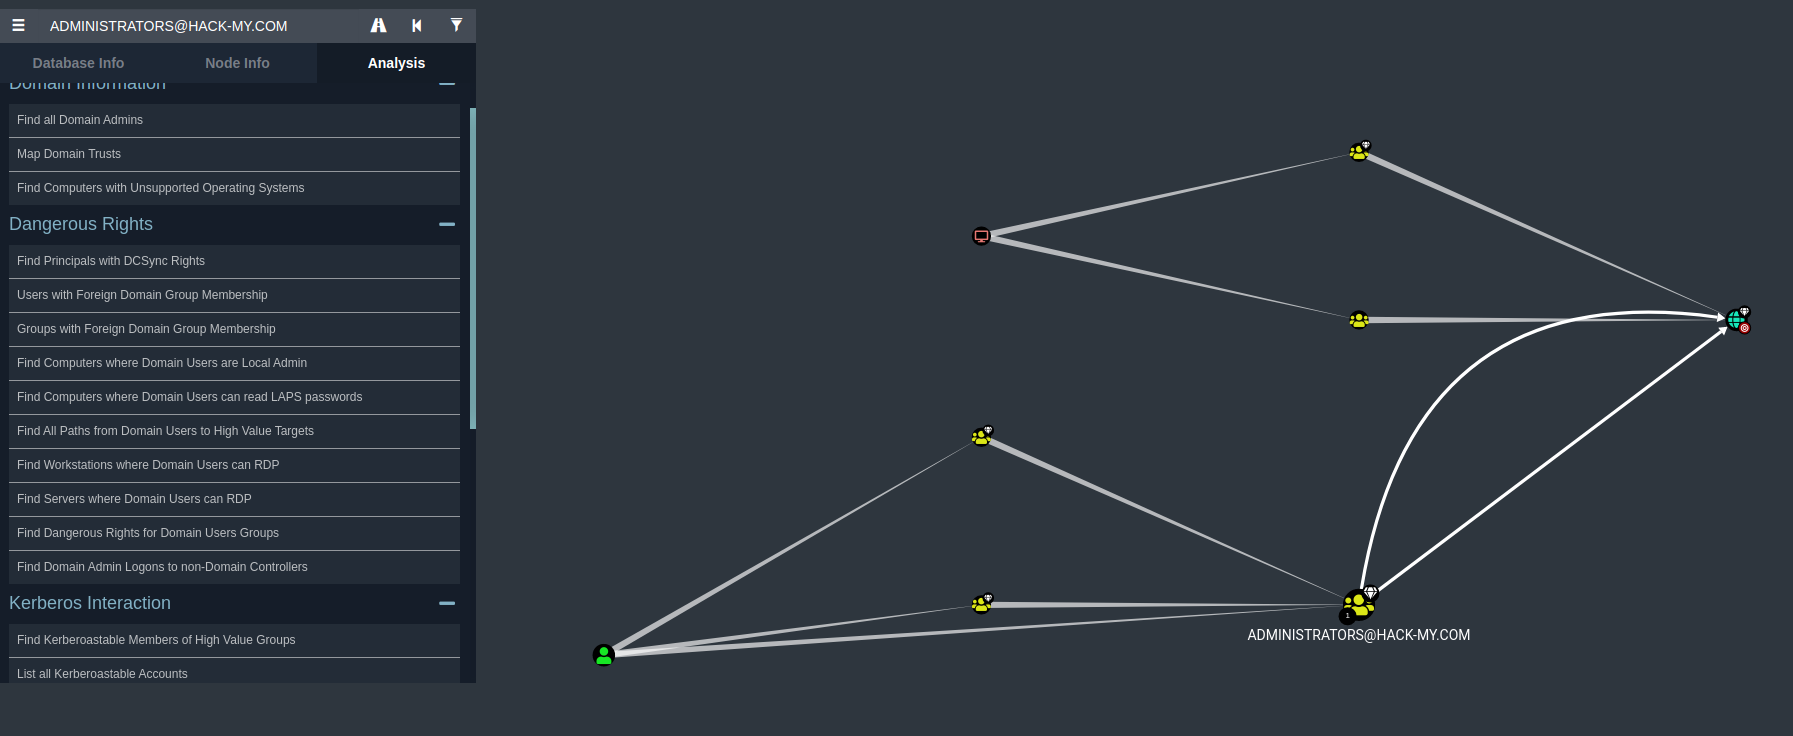 ADMINISTRATORS@HACK-MY.COM
Database Info
Node Info
Analysis
Domain Information
Find all Domain Admins
Map Domain Trusts
Find Computers with Unsupported Operating Systems
Dangerous Rights
Find Principals with DCSync Rights
Users with Foreign Domain Group Membership
Groups with Foreign Domain Group Membership
Find Computers where Domain Users are Local Admin
Find Computers where Domain Users can read LAPS passwords
Find All Paths from Domain Users to High Value Targets
Find Workstations where Domain Users can RDP
Find Servers where Domain Users can RDP
Find Dangerous Rights for Domain Users Groups
Find Domain Admin Logons to non-Domain Controllers
Kerberos Interaction
Find Kerberoastable Members of High Value Groups
List all Kerberoastable Accounts
1
ADMINISTRATORS@HACK-MY.COM